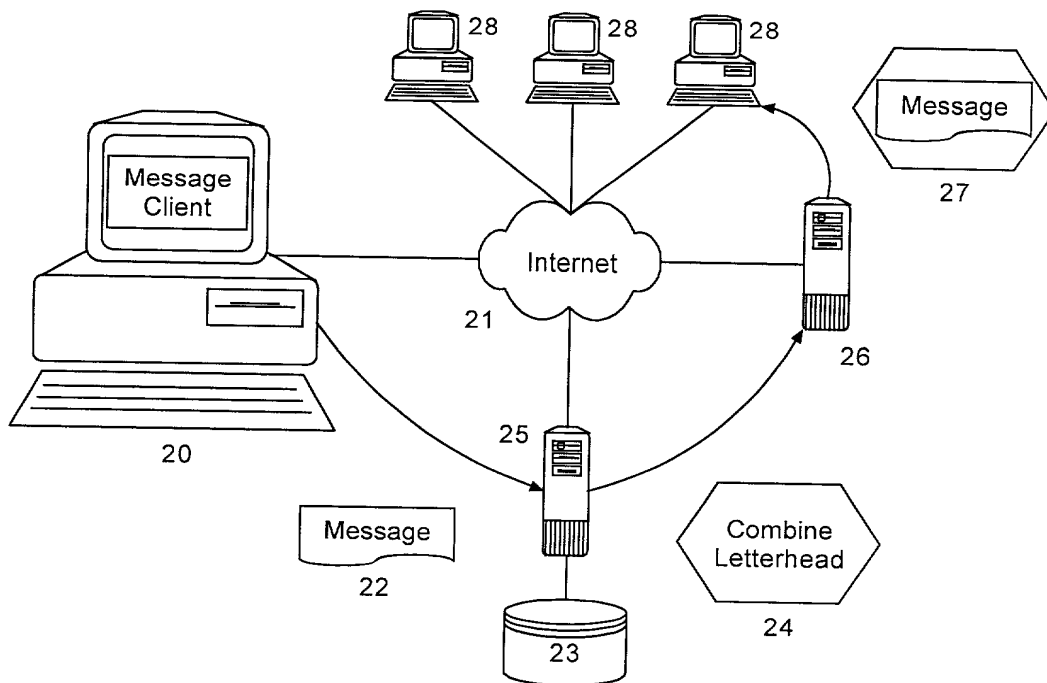 28
28
28
Message
27
Message
Client
Internet
21
26
20
25
Message
22
Combine
Letterhead
24
23